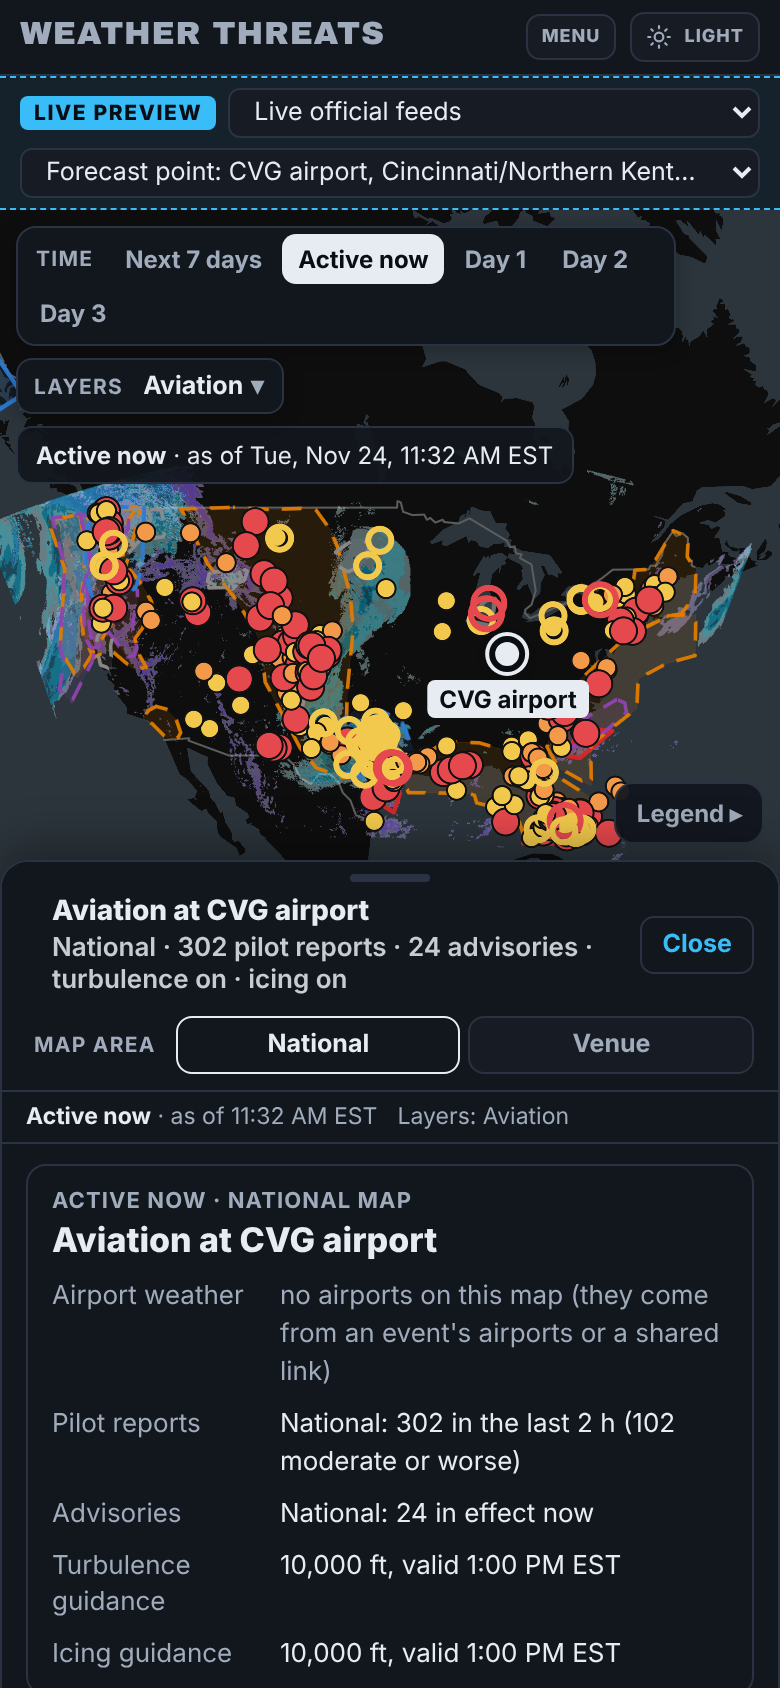 WEATHER THREATS
MENU
LIGHT
LIVE PREVIEW
Live official feeds
Forecast point: CVG airport, Cincinnati/Northern Kent...
TIME
Next 7 days
Active now
Day 1
Day 2
Day 3
LAYERS Aviation ▾
Active now · as of Tue, Nov 24, 11:32 AM EST
CVG airport
Legend ▸
Aviation at CVG airport
National · 302 pilot reports · 24 advisories ·
turbulence on · icing on
Close
MAP AREA
National
Venue
Active now · as of 11:32 AM EST Layers: Aviation
ACTIVE NOW · NATIONAL MAP
Aviation at CVG airport
Airport weather
no airports on this map (they come
from an event's airports or a shared
link)
Pilot reports
National: 302 in the last 2 h (102
moderate or worse)
Advisories
National: 24 in effect now
Turbulence
guidance
10,000 ft, valid 1:00 PM EST
Icing guidance
10,000 ft, valid 1:00 PM EST